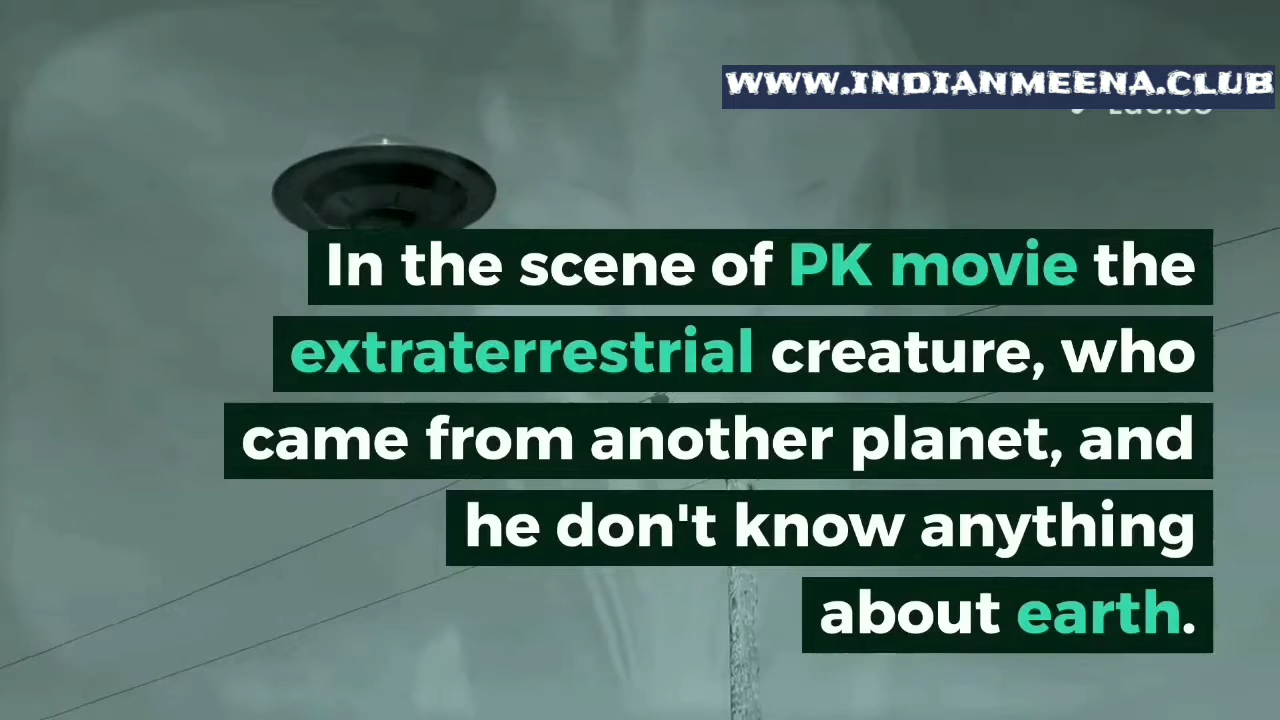 WWW.INDIANMEENA.CLUB
In the scene of PK movie the
extraterrestrial creature, who
came from another planet, and
he don't know anything
about earth.